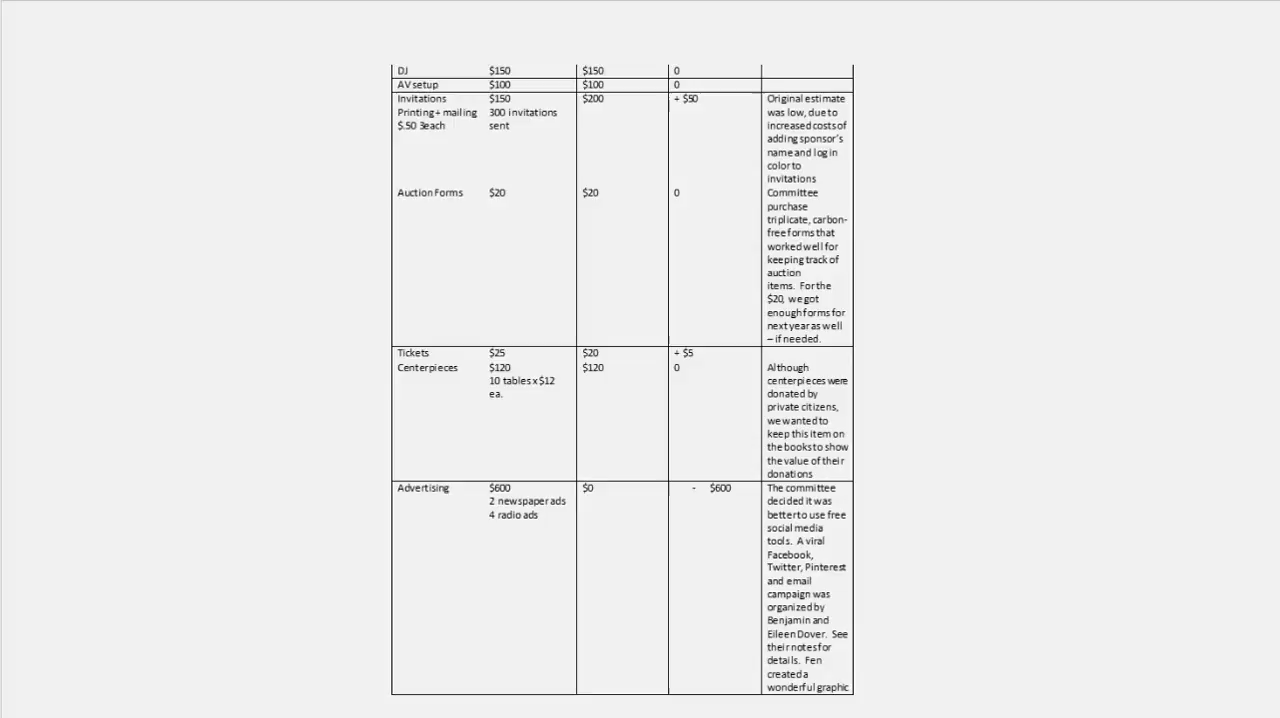 DJ $150 $150 0
AV setup $100 $100 0
Invitations $150 $200 + $50 Original estimate
Printing + mailing 300 invitations was low, due to
$.50 3each sent increased costs of
adding sponsor's
name and log in
color to
invitations
Auction Forms $20 $20 0 Committee
purchase
triplicate, carbon-
free forms that
worked well for
keeping track of
auction
items. For the
$20, we got
enough forms for
next year as well
– if needed.
Tickets $25 $20 + $5
Centerpieces $120 $120 0 Although
10 tables x $12 centerpieces were
ea. donated by
private citizens,
we wanted to
keep this item on
the books to show
the value of their
donations
Advertising $600 $0 - $600 The committee
2 newspaper ads decided it was
4 radio ads better to use free
social media
tools. A viral
Facebook,
Twitter, Pinterest
and email
campaign was
organized by
Benjamin and
Eileen Dover. See
their notes for
details. Fen
created a
wonderful graphic